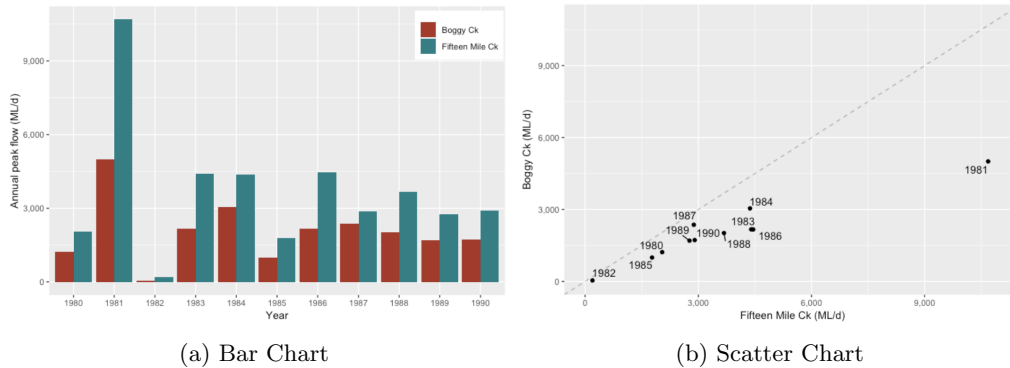 Annual peak flow (ML/d)
9,000
6,000
3,000
0
Boggy Ck
Fifteen Mile Ck
1980 1981 1982 1983 1984 1985 1986 1987 1988 1989 1990
Year
(a) Bar Chart
Boggy Ck (ML/d)
9,000
6,000
3,000
0
1981
1984
1987
1983
1989
1990
1986
1980
1988
1985
1982
0 3,000 6,000 9,000
Fifteen Mile Ck (ML/d)
(b) Scatter Chart